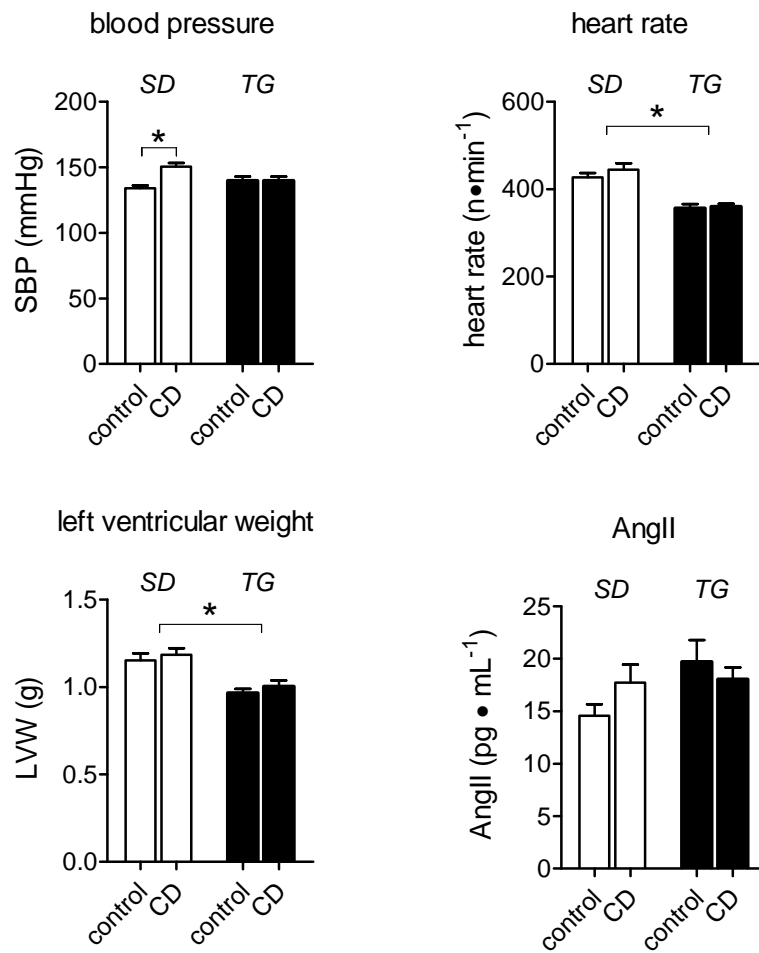 blood pressure
SD TG
200
150
100
50
0
SBP (mmHg)
*
control
CD
control
CD
heart rate
SD TG
600
400
200
0
heart rate (n●min-1)
*
control
CD
control
CD
left ventricular weight
SD TG
1.5
1.0
0.5
0.0
LVW (g)
*
control
CD
control
CD
AngII
SD TG
25
20
15
10
5
0
AngII (pg ● mL-1)
control
CD
control
CD